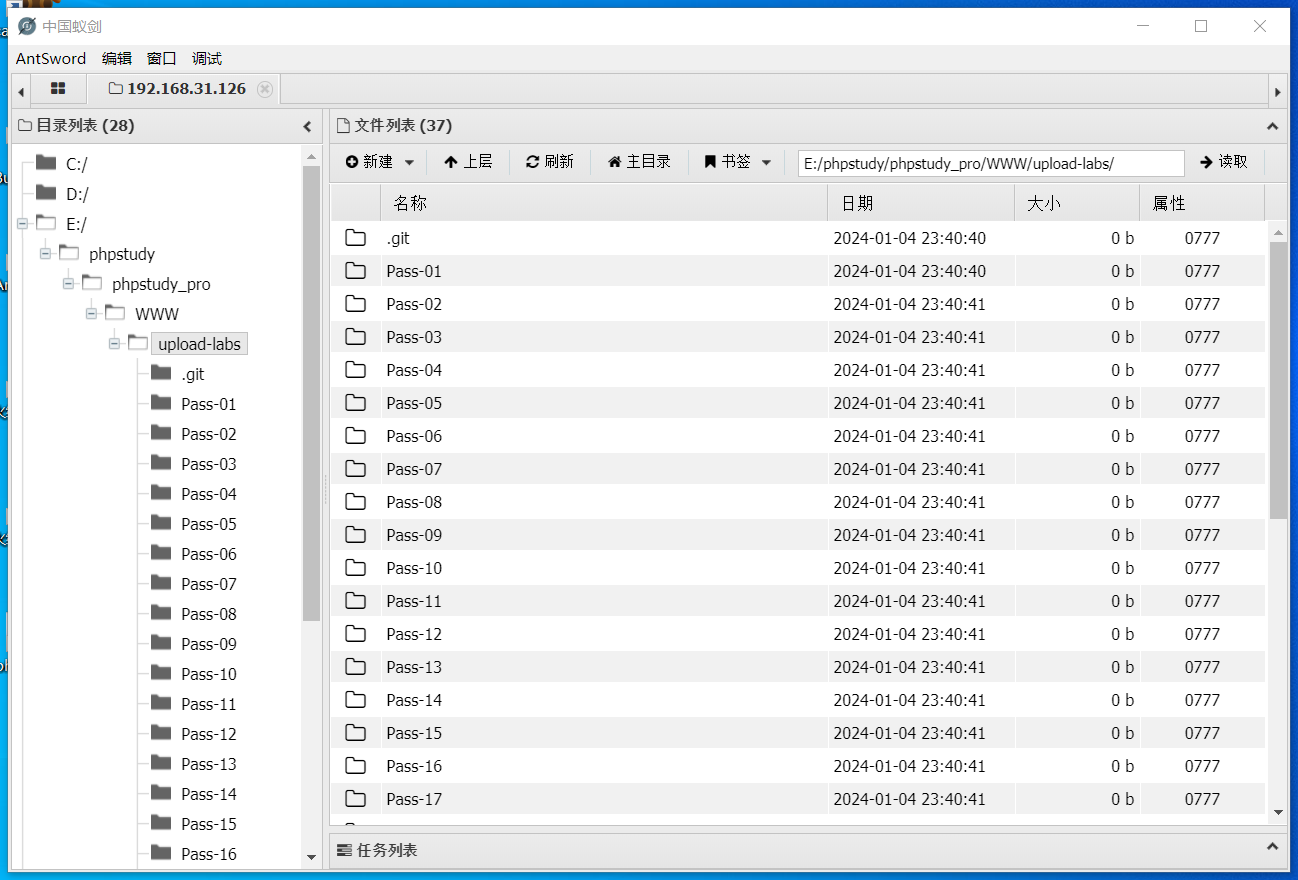 中国蚁剑
AntSword 编辑 窗口 调试
192.168.31.126
目录列表 (28)
C:/
D:/
E:/
phpstudy
phpstudy_pro
WWW
upload-labs
.git
Pass-01
Pass-02
Pass-03
Pass-04
Pass-05
Pass-06
Pass-07
Pass-08
Pass-09
Pass-10
Pass-11
Pass-12
Pass-13
Pass-14
Pass-15
Pass-16
文件列表 (37)
新建 上层 刷新 主目录 书签 E:/phpstudy/phpstudy_pro/WWW/upload-labs/ 读取
名称 日期 大小 属性
.git 2024-01-04 23:40:40 0 b 0777
Pass-01 2024-01-04 23:40:40 0 b 0777
Pass-02 2024-01-04 23:40:41 0 b 0777
Pass-03 2024-01-04 23:40:41 0 b 0777
Pass-04 2024-01-04 23:40:41 0 b 0777
Pass-05 2024-01-04 23:40:41 0 b 0777
Pass-06 2024-01-04 23:40:41 0 b 0777
Pass-07 2024-01-04 23:40:41 0 b 0777
Pass-08 2024-01-04 23:40:41 0 b 0777
Pass-09 2024-01-04 23:40:41 0 b 0777
Pass-10 2024-01-04 23:40:41 0 b 0777
Pass-11 2024-01-04 23:40:41 0 b 0777
Pass-12 2024-01-04 23:40:41 0 b 0777
Pass-13 2024-01-04 23:40:41 0 b 0777
Pass-14 2024-01-04 23:40:41 0 b 0777
Pass-15 2024-01-04 23:40:41 0 b 0777
Pass-16 2024-01-04 23:40:41 0 b 0777
Pass-17 2024-01-04 23:40:41 0 b 0777
任务列表